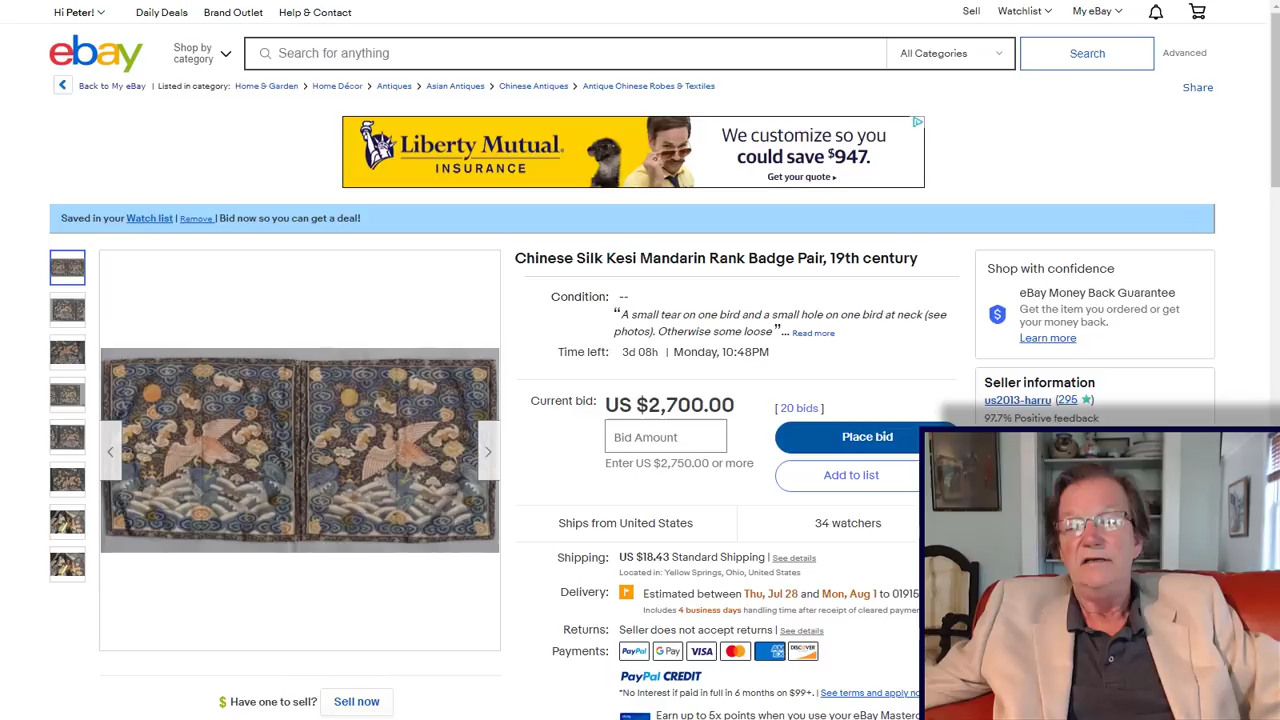 Hi Peter!
Daily Deals
Brand Outlet
Help & Contact
Sell
Watchlist
My eBay
ebay
Shop by
category
Search for anything
All Categories
Search
Advanced
Back to My eBay | Listed in category: Home & Garden > Home Décor > Antiques > Asian Antiques > Chinese Antiques > Antique Chinese Robes & Textiles
Share
Liberty Mutual
INSURANCE
We customize so you
could save $947.
Get your quote
Saved in your Watch list | Remove | Bid now so you can get a deal!
Chinese Silk Kesi Mandarin Rank Badge Pair, 19th century
Condition: --
“A small tear on one bird and a small hole on one bird at neck (see
photos). Otherwise some loose ”... Read more
Time left: 3d 08h | Monday, 10:48PM
Current bid: US $2,700.00
[ 20 bids ]
Bid Amount
Place bid
Enter US $2,750.00 or more
Add to list
Ships from United States
34 watchers
Shipping: US $18.43 Standard Shipping | See details
Located in: Yellow Springs, Ohio, United States
Delivery: Estimated between Thu, Jul 28 and Mon, Aug 1 to 01915
Includes 4 business days handling time after receipt of cleared paymen
Returns: Seller does not accept returns | See details
Payments: PayPal G Pay VISA AM EX DISCOVER
PayPal CREDIT
*No Interest if paid in full in 6 months on $99+. | See terms and apply no
Earn up to 5x points when you use your eBay Masterc
Shop with confidence
eBay Money Back Guarantee
Get the item you ordered or get
your money back.
Learn more
Seller information
us2013-harru (295 )
97.7% Positive feedback
Have one to sell?
Sell now